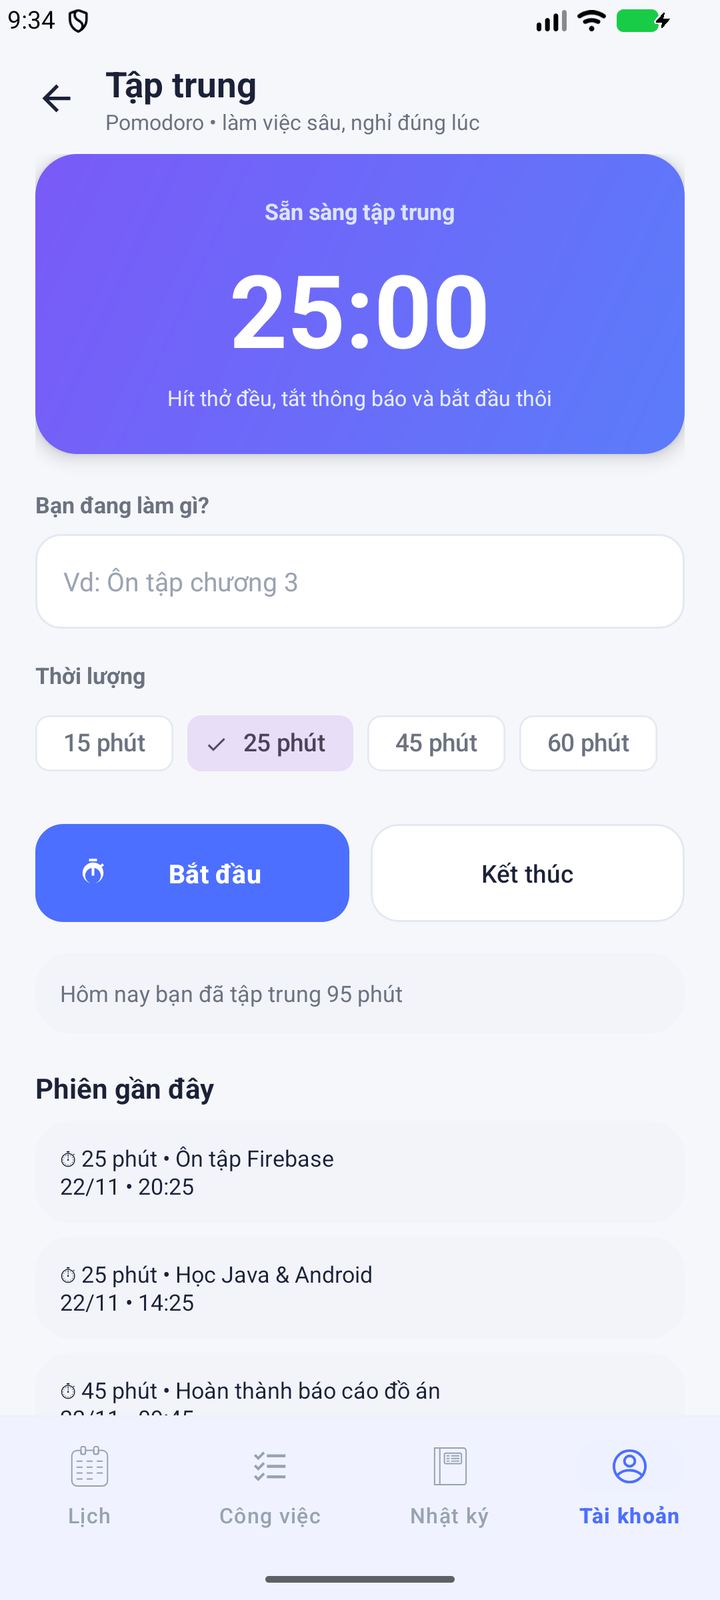 9:34
Tập trung
Pomodoro • làm việc sâu, nghỉ đúng lúc
Sẵn sàng tập trung
25:00
Hít thở đều, tắt thông báo và bắt đầu thôi
Bạn đang làm gì?
Vd: Ôn tập chương 3
Thời lượng
15 phút
25 phút
45 phút
60 phút
Bắt đầu
Kết thúc
Hôm nay bạn đã tập trung 95 phút
Phiên gần đây
⏱ 25 phút • Ôn tập Firebase
22/11 • 20:25
⏱ 25 phút • Học Java & Android
22/11 • 14:25
⏱ 45 phút • Hoàn thành báo cáo đồ án
Lịch
Công việc
Nhật ký
Tài khoản